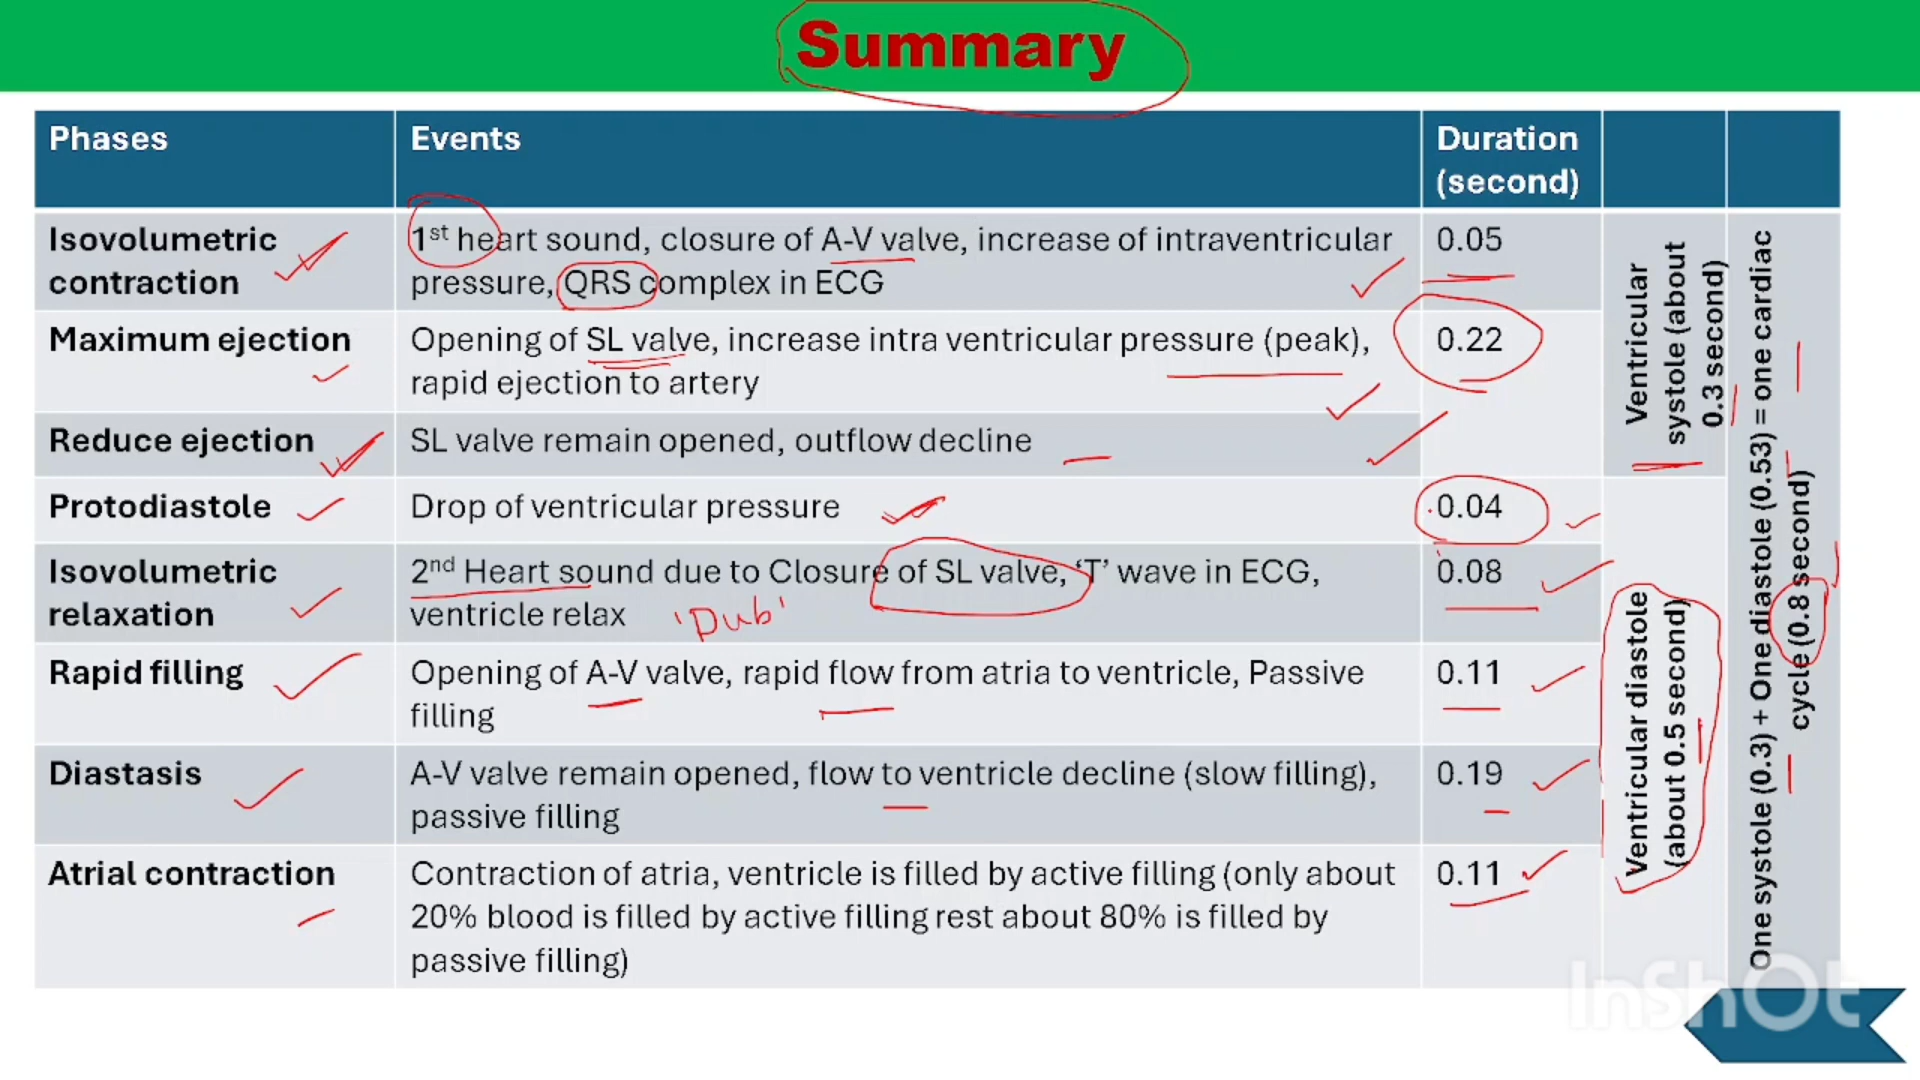 Summary
Phases
Events
Duration
(second)
Isovolumetric
contraction
1st heart sound, closure of A-V valve, increase of intraventricular
pressure, QRS complex in ECG
0.05
Maximum ejection
Opening of SL valve, increase intra ventricular pressure (peak),
rapid ejection to artery
0.22
Reduce ejection
SL valve remain opened, outflow decline
Ventricular
systole (about
0.3 second)
Protodiastole
Drop of ventricular pressure
0.04
Isovolumetric
relaxation
2nd Heart sound due to Closure of SL valve, ‘T’ wave in ECG,
ventricle relax
'Dub'
0.08
Rapid filling
Opening of A-V valve, rapid flow from atria to ventricle, Passive
filling
0.11
Diastasis
A-V valve remain opened, flow to ventricle decline (slow filling),
passive filling
0.19
Atrial contraction
Contraction of atria, ventricle is filled by active filling (only about
20% blood is filled by active filling rest about 80% is filled by
passive filling)
0.11
Ventricular diastole
(about 0.5 second)
One systole (0.3) + One diastole (0.53) = one cardiac
cycle (0.8 second)
InShOt